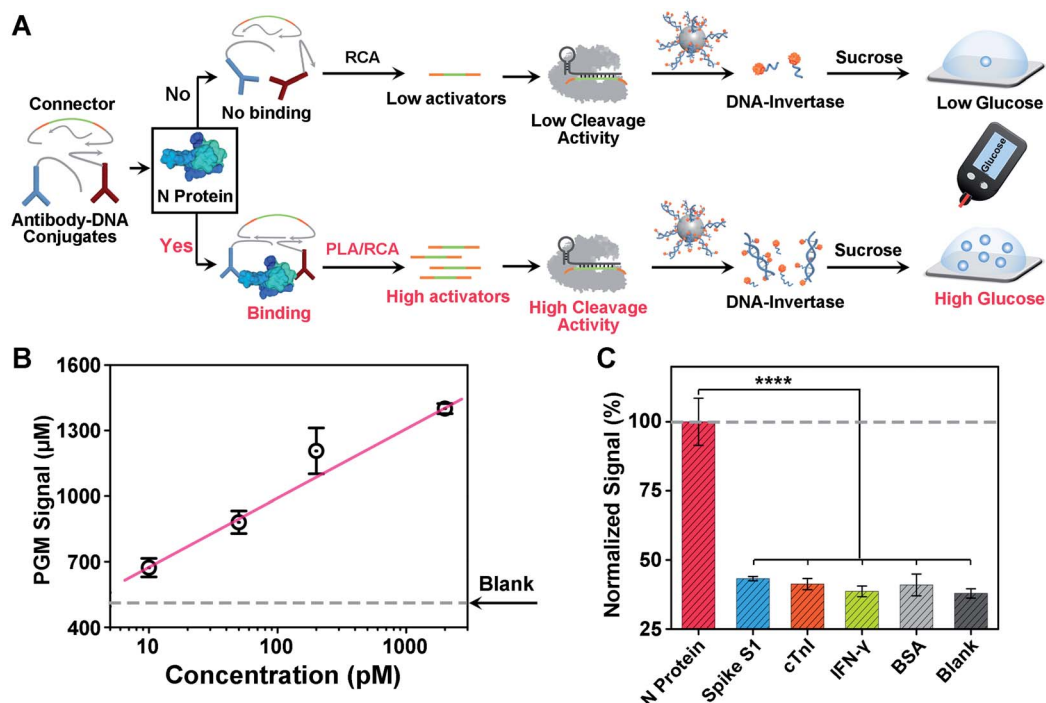 A
Connector
Antibody-DNA
Conjugates
No
Yes
N Protein
No binding
RCA
Low activators
Low Cleavage
Activity
DNA-Invertase
Sucrose
Low Glucose
Glucose
Binding
PLA/RCA
High activators
High Cleavage
Activity
DNA-Invertase
Sucrose
High Glucose
B
PGM Signal (µM)
1600
1300
1000
700
400
10
100
1000
Concentration (pM)
Blank
C
Normalized Signal (%)
100
75
50
25
****
N Protein
Spike S1
cTnI
IFN-γ
BSA
Blank